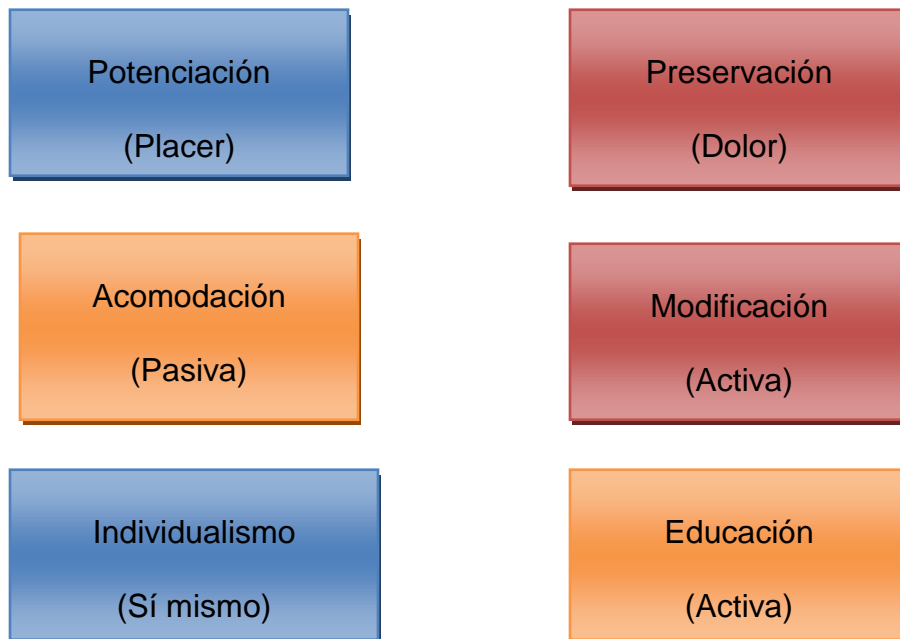 Potenciación
(Placer)
Preservación
(Dolor)
Acomodación
(Pasiva)
Modificación
(Activa)
Individualismo
(Sí mismo)
Educación
(Activa)